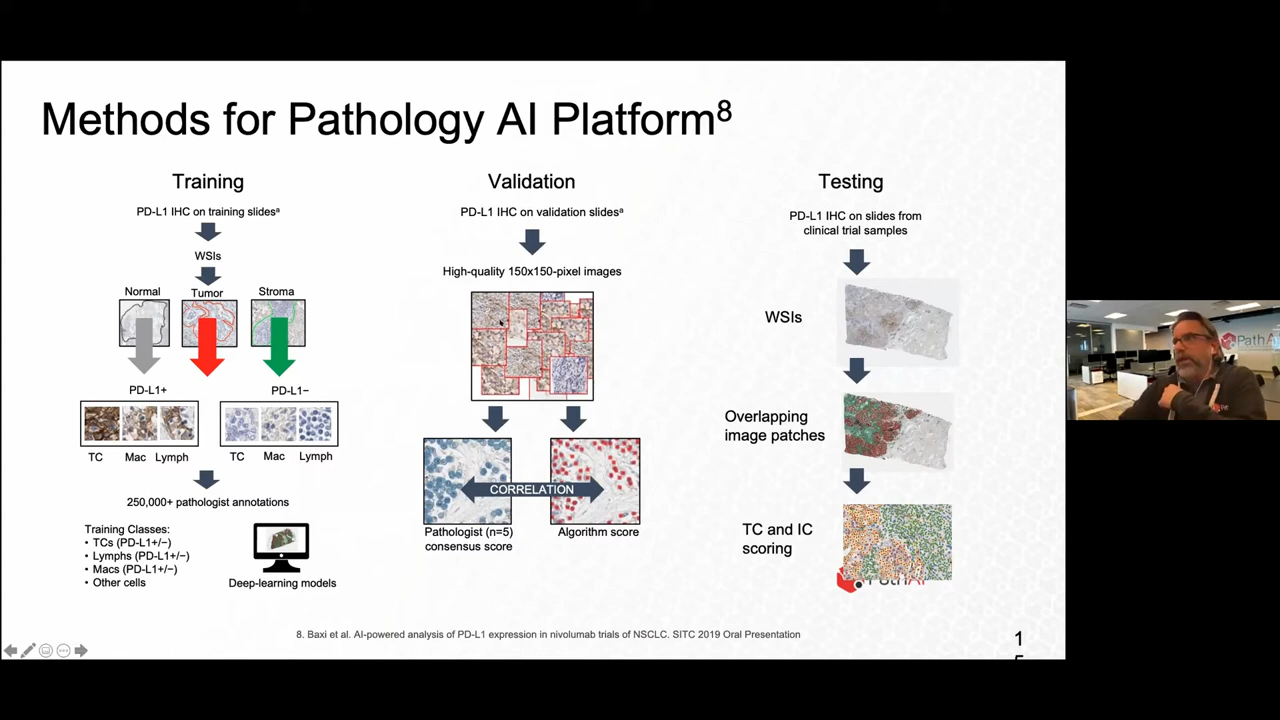 Methods for Pathology AI Platform⁸
Training
PD-L1 IHC on training slidesᵃ
WSIs
Normal
Tumor
Stroma
PD-L1+
PD-L1−
TC
Mac
Lymph
TC
Mac
Lymph
250,000+ pathologist annotations
Training Classes:
• TCs (PD-L1+/−)
• Lymphs (PD-L1+/−)
• Macs (PD-L1+/−)
• Other cells
Deep-learning models
Validation
PD-L1 IHC on validation slidesᵃ
High-quality 150x150-pixel images
CORRELATION
Pathologist (n=5)
consensus score
Algorithm score
Testing
PD-L1 IHC on slides from
clinical trial samples
WSIs
Overlapping
image patches
TC and IC
scoring
PathAI
8. Baxi et al. AI-powered analysis of PD-L1 expression in nivolumab trials of NSCLC. SITC 2019 Oral Presentation
1
5